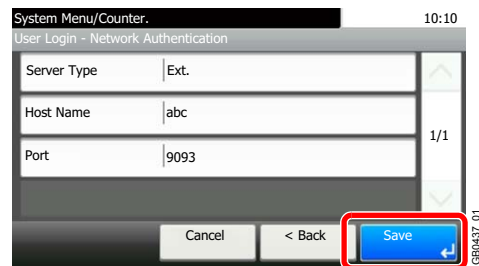 System Menu/Counter.
10:10
User Login - Network Authentication
Server Type
Ext.
Host Name
abc
1/1
Port
9093
Cancel
< Back
Save
GB0437_01